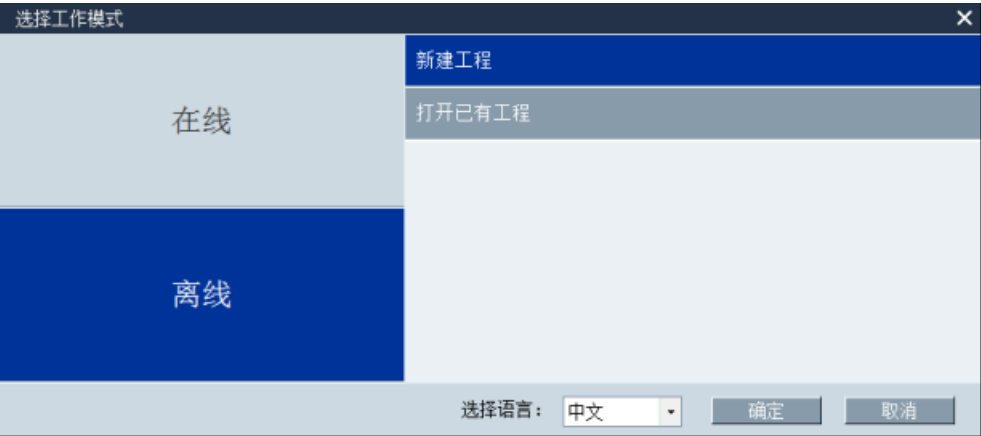 选择工作模式
在线
离线
新建工程
打开已有工程
选择语言： 中文 确定 取消